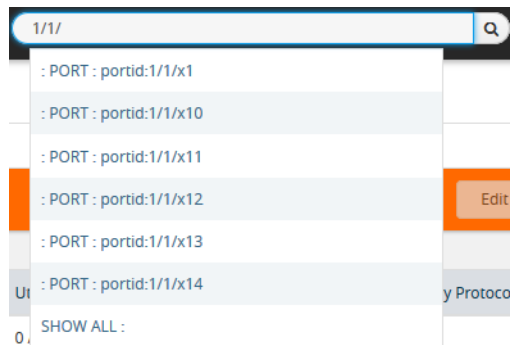 1/1/
: PORT : portid:1/1/x1
: PORT : portid:1/1/x10
: PORT : portid:1/1/x11
: PORT : portid:1/1/x12
Edit
: PORT : portid:1/1/x13
: PORT : portid:1/1/x14
SHOW ALL :